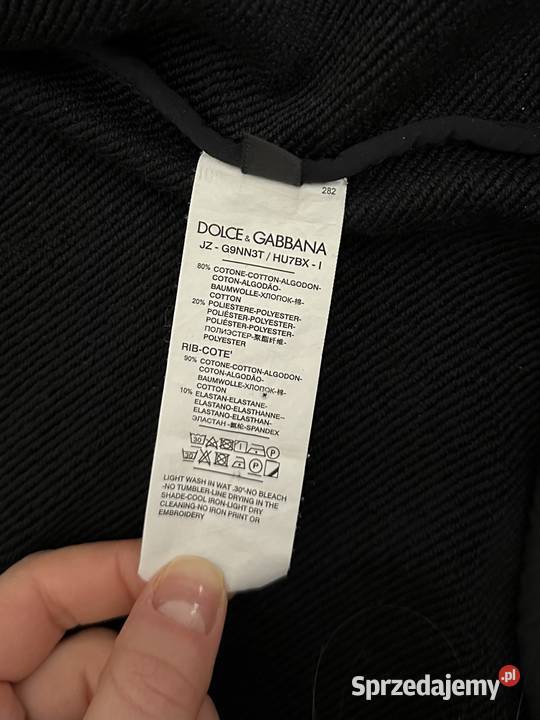 282
DOLCE & GABBANA
JZ - G9NN3T / HU7BX - I
80% COTONE-COTTON-ALGODON-
COTON-ALGODÃO-
BAUMWOLLE-ХЛОПОК-棉-
COTTON
20% POLIESTERE-POLYESTER-
POLIÉSTER-POLYESTER-
POLIÉSTER-POLYESTER-
ПОЛИЭСТЕР-聚酯纤维-
POLYESTER
RIB-COTE'
90% COTONE-COTTON-ALGODON-
COTON-ALGODÃO-
BAUMWOLLE-ХЛОПОК-棉-
COTTON
10% ELASTAN-ELASTANE-
ELASTANO-ELASTHANNE--
ELASTANO-ELASTHAN-
ЭЛАСТАН-氨纶-SPANDEX
30 P
30 P
LIGHT WASH IN WAT .30°-NO BLEACH
-NO TUMBLER-LINE DRYING IN THE
SHADE-COOL IRON-LIGHT DRY
CLEANING-NO IRON PRINT OR
EMBROIDERY
Sprzedajemy.pl